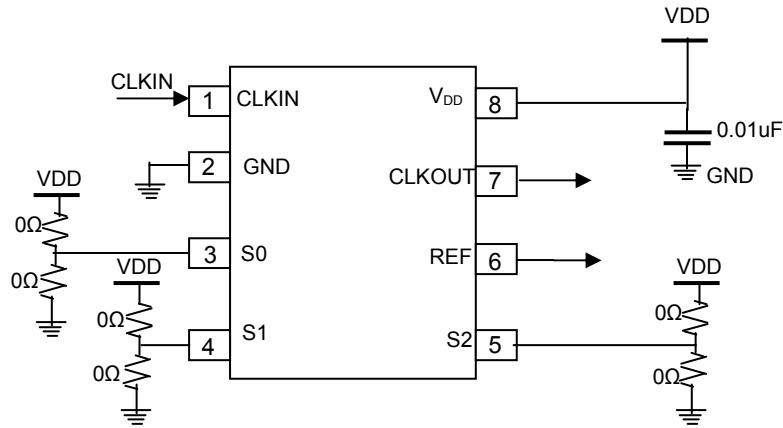 VDD
CLKIN
1 CLKIN
VDD 8
0.01uF
2 GND
CLKOUT 7
GND
VDD
0Ω
3 S0
REF 6
0Ω
VDD
VDD
0Ω
0Ω
4 S1
S2 5
0Ω
0Ω